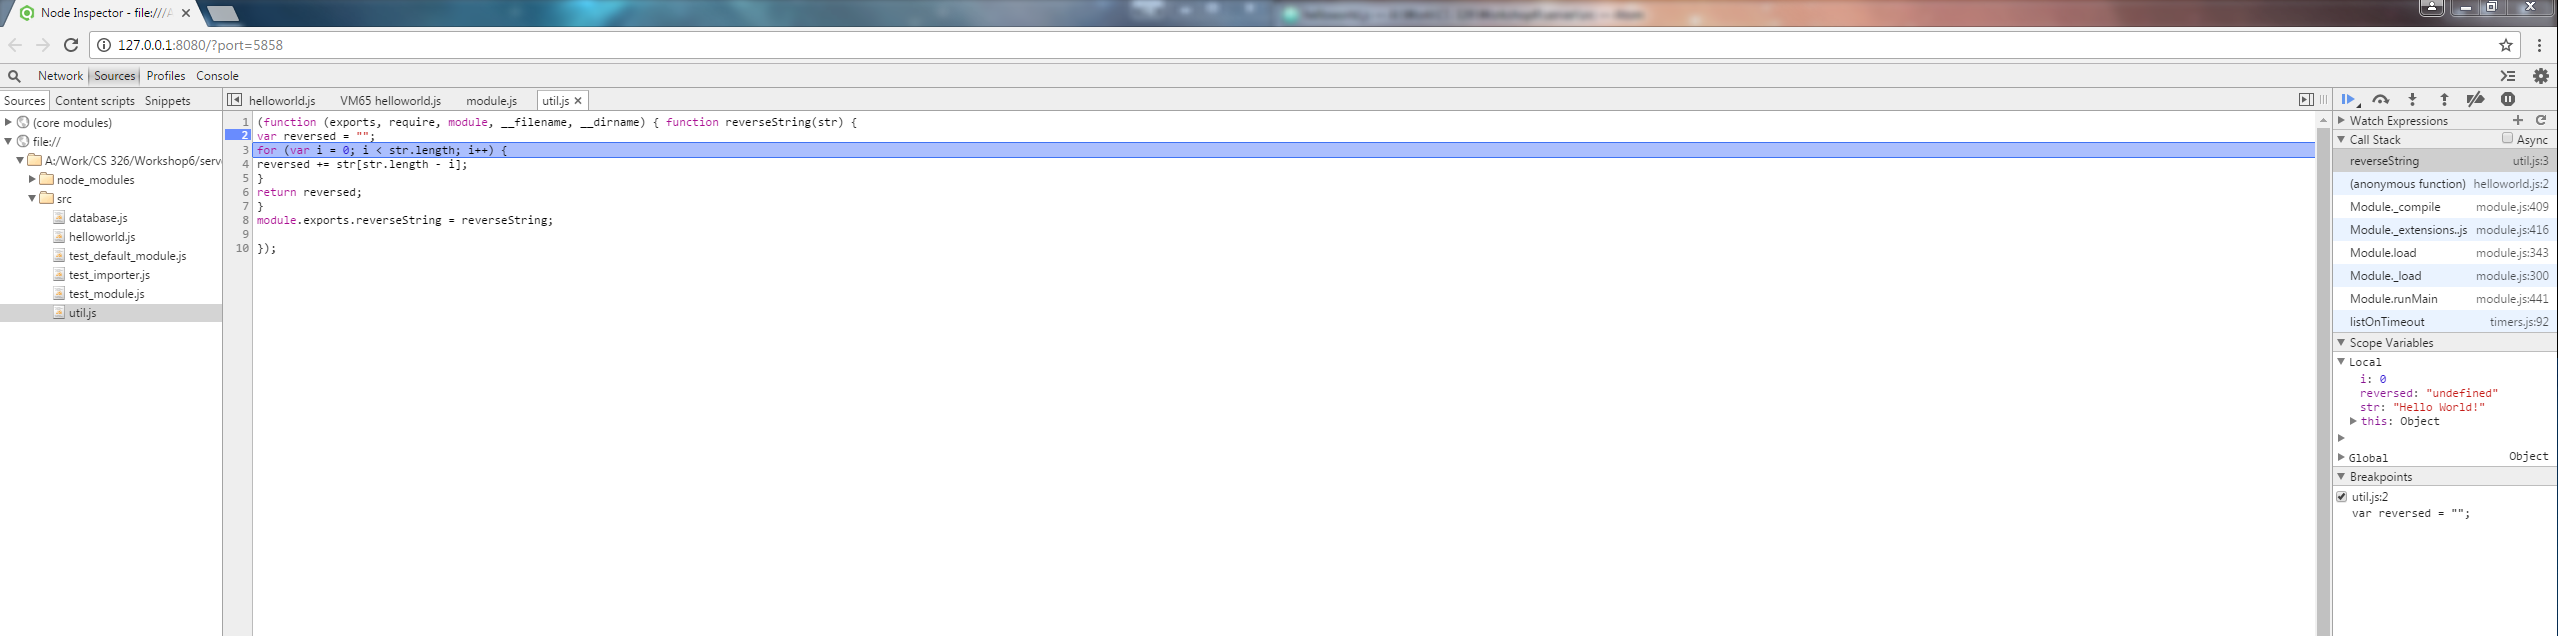 Node Inspector - file:///A
127.0.0.1:8080/?port=5858
Network Sources Profiles Console
Sources Content scripts Snippets
(core modules)
file://
A:/Work/CS 326/Workshop6/serv
node_modules
src
database.js
helloworld.js
test_default_module.js
test_importer.js
test_module.js
util.js
helloworld.js VM65 helloworld.js module.js util.js
1 (function (exports, require, module, __filename, __dirname) { function reverseString(str) {
2 var reversed = "";
3 for (var i = 0; i < str.length; i++) {
4 reversed += str[str.length - i];
5 }
6 return reversed;
7 }
8 module.exports.reverseString = reverseString;
9
10 });
Watch Expressions
Call Stack Async
reverseString util.js:3
(anonymous function) helloworld.js:2
Module._compile module.js:409
Module._extensions..js module.js:416
Module.load module.js:343
Module._load module.js:300
Module.runMain module.js:441
listOnTimeout timers.js:92
Scope Variables
Local
i: 0
reversed: "undefined"
str: "Hello World!"
this: Object
Global Object
Breakpoints
util.js:2
var reversed = "";